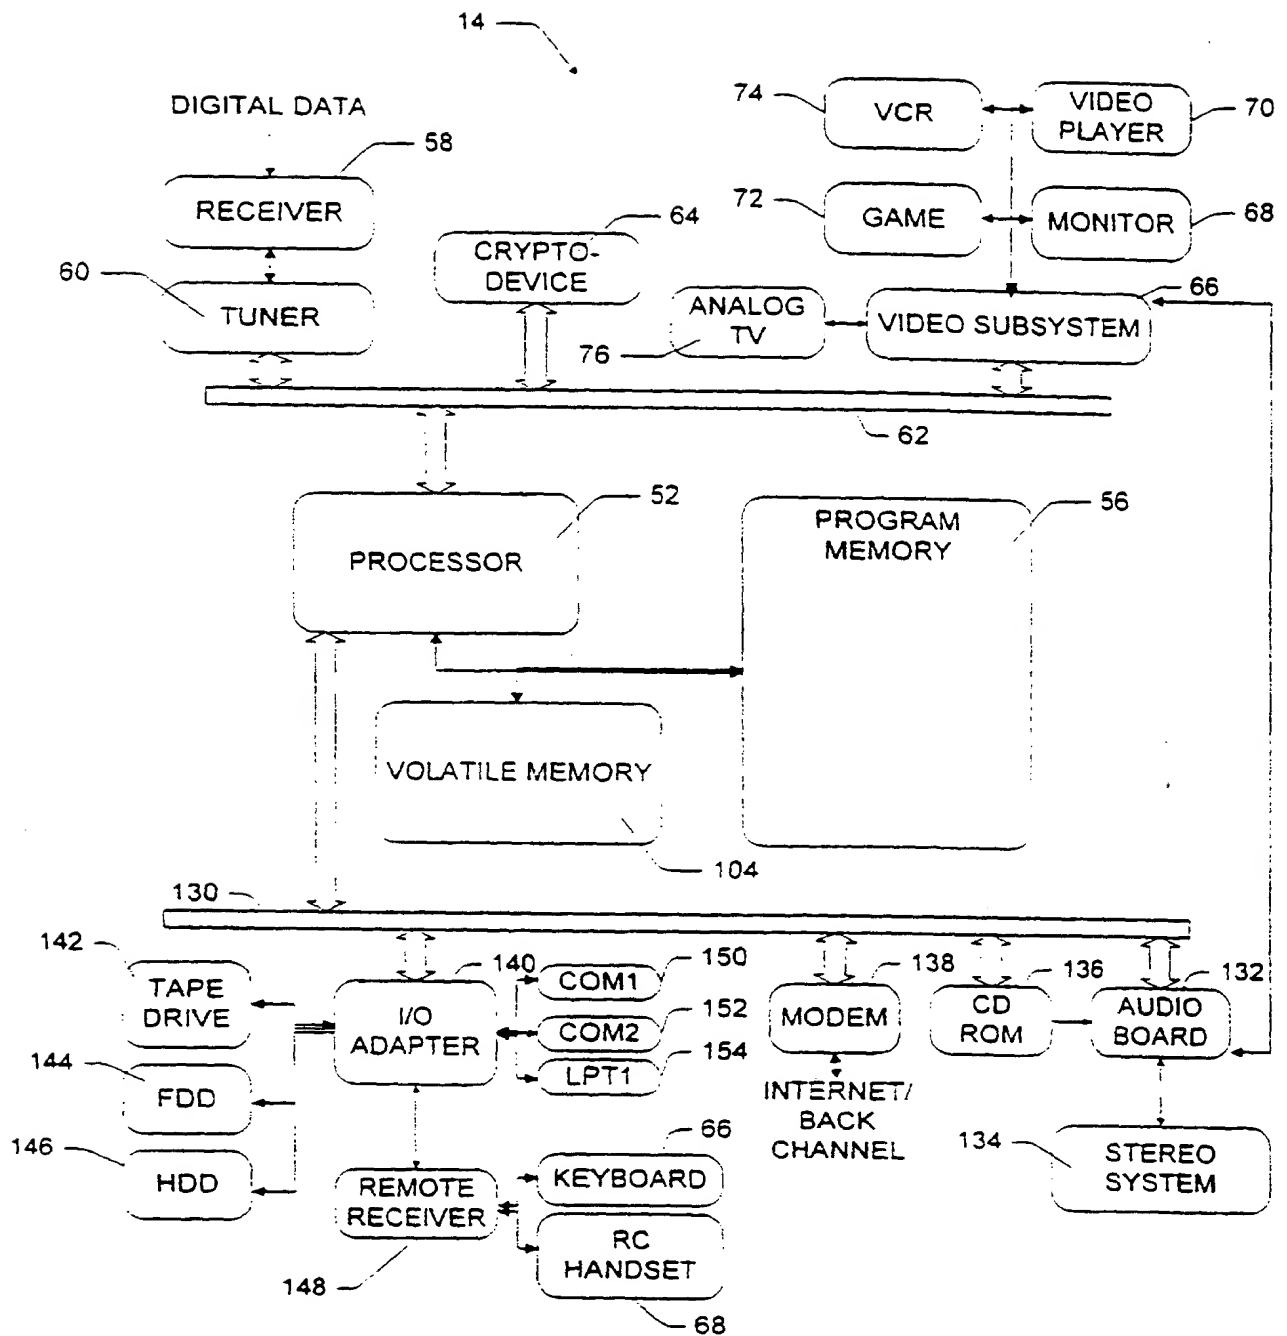 14
DIGITAL DATA
58
RECEIVER
60
TUNER
CRYPTO-
DEVICE
64
74
VCR
VIDEO
PLAYER
70
72
GAME
MONITOR
68
ANALOG
TV
76
VIDEO SUBSYSTEM
66
62
PROCESSOR
52
PROGRAM
MEMORY
56
VOLATILE MEMORY
104
130
142
TAPE
DRIVE
144
FDD
146
HDD
140
I/O
ADAPTER
COM1
150
COM2
152
LPT1
154
138
MODEM
INTERNET/
BACK
CHANNEL
136
CD
ROM
132
AUDIO
BOARD
134
STEREO
SYSTEM
REMOTE
RECEIVER
148
66
KEYBOARD
RC
HANDSET
68